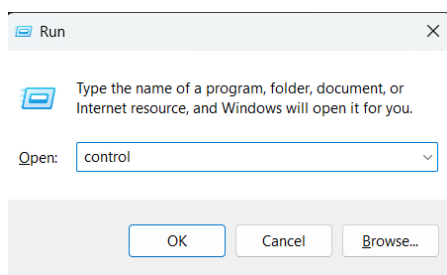 Run
Type the name of a program, folder, document, or
Internet resource, and Windows will open it for you.
Open: control
OK Cancel Browse...